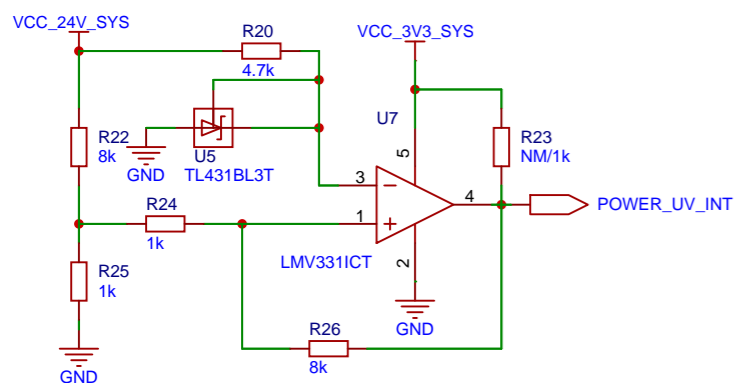 VCC_24V_SYS
R20
4.7k
VCC_3V3_SYS
U7
R22
8k
GND
U5
TL431BL3T
R23
NM/1k
5
3
4
POWER_UV_INT
R24
1k
1
LMV331ICT
2
R25
1k
GND
R26
8k
GND